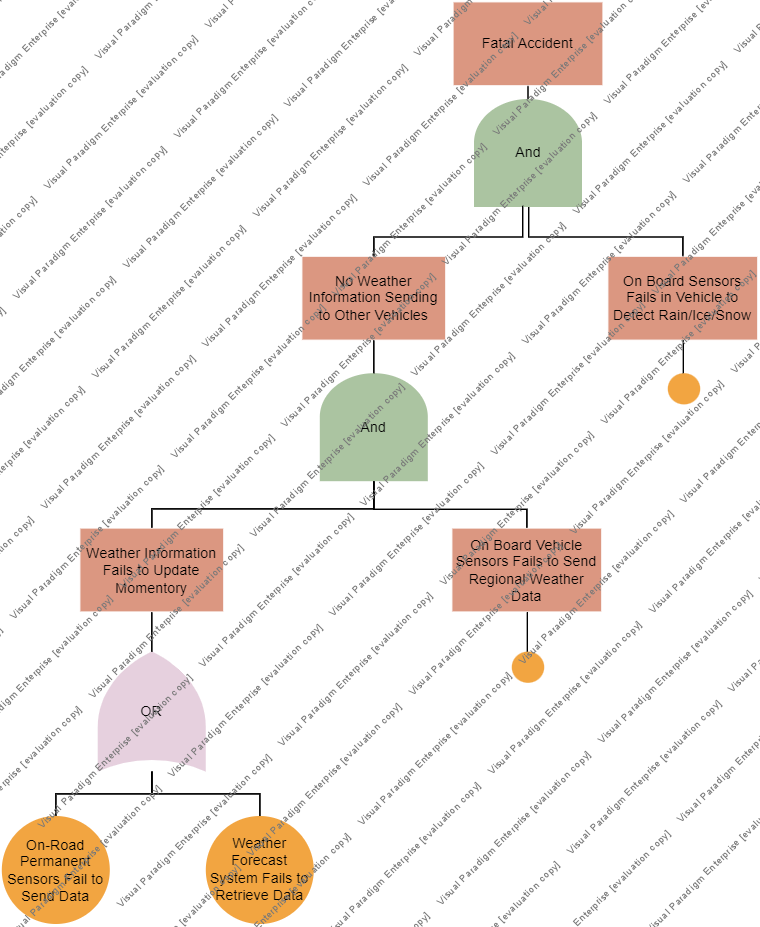 Fatal Accident
And
No Weather
Information Sending
to Other Vehicles
On Board Sensors
Fails in Vehicle to
Detect Rain/Ice/Snow
And
Weather Information
Fails to Update
Momentory
On Board Vehicle
Sensors Fails to Send
Regional Weather
Data
OR
On-Road
Permanent
Sensors Fail to
Send Data
Weather
Forecast
System Fails to
Retrieve Data
Visual Paradigm Enterprise [evaluation copy]